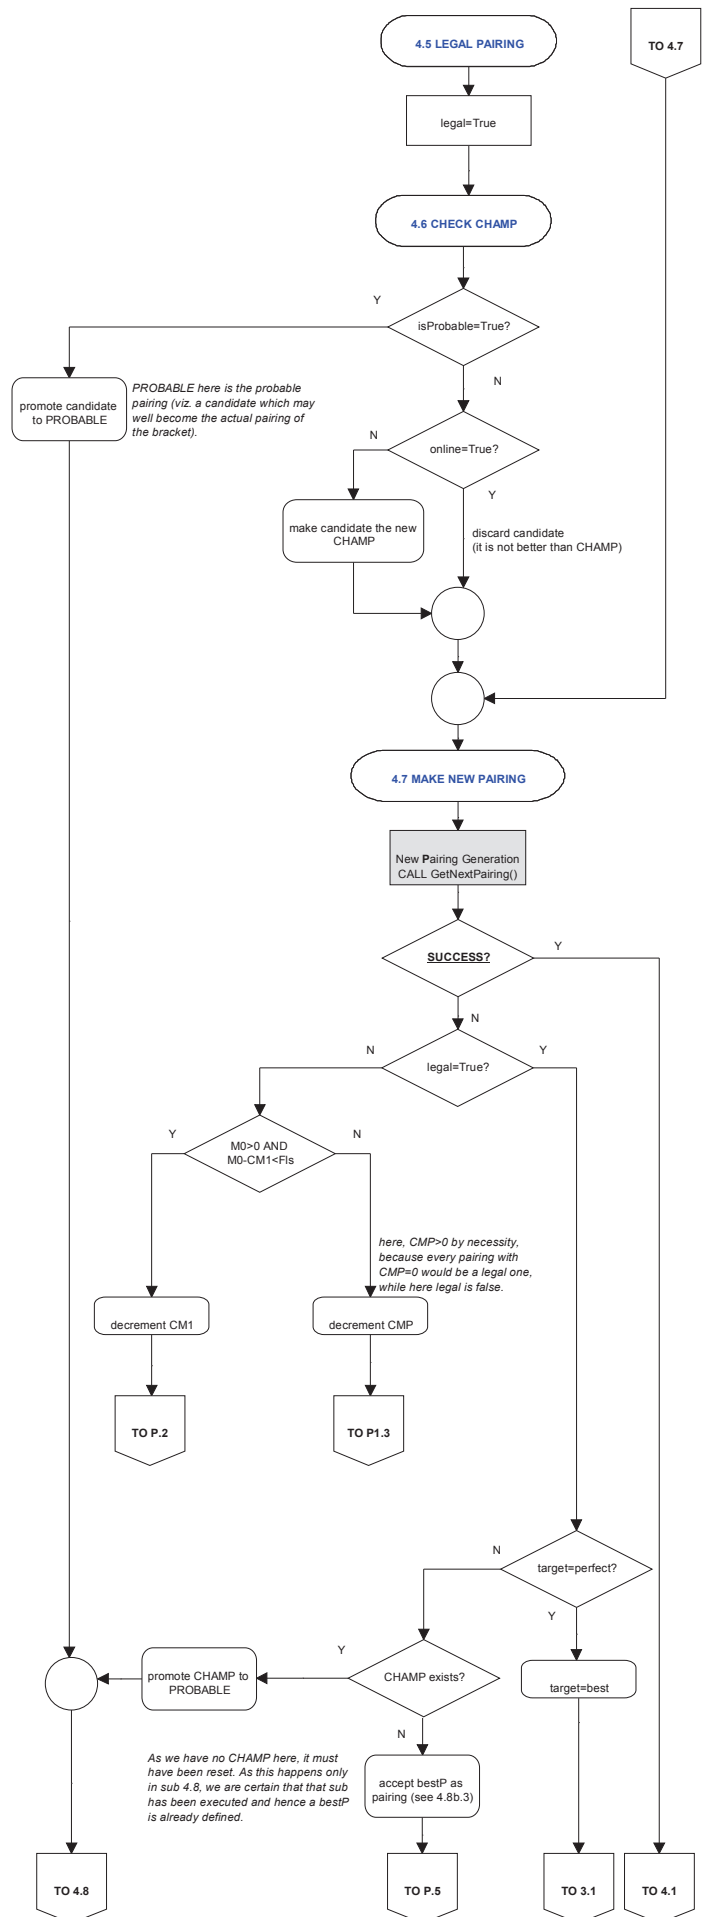 4.5 LEGAL PAIRING
TO 4.7
legal=True
4.6 CHECK CHAMP
Y
isProbable=True?
N
promote candidate
to PROBABLE
PROBABLE here is the probable
pairing (viz. a candidate which may
well become the actual pairing of
the bracket).
N
online=True?
Y
make candidate the new
CHAMP
discard candidate
(it is not better than CHAMP)
4.7 MAKE NEW PAIRING
New Pairing Generation
CALL GetNextPairing()
SUCCESS?
Y
N
N
legal=True?
Y
Y
M0>0 AND
M0-CM1<Fls
N
here, CMP>0 by necessity,
because every pairing with
CMP=0 would be a legal one,
while here legal is false.
decrement CM1
decrement CMP
TO P.2
TO P1.3
N
target=perfect?
Y
Y
CHAMP exists?
N
promote CHAMP to
PROBABLE
target=best
As we have no CHAMP here, it must
have been reset. As this happens only
in sub 4.8, we are certain that that sub
has been executed and hence a bestP
is already defined.
accept bestP as
pairing (see 4.8b.3)
TO 4.8
TO P.5
TO 3.1
TO 4.1